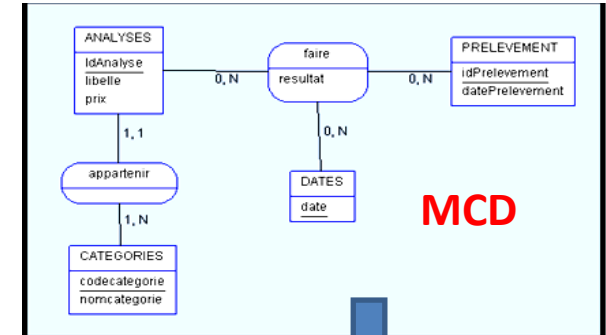 ANALYSES
IdAnalyse
libelle
prix
0, N
faire
resultat
0, N
PRELEVEMENT
idPrelevement
datePrelevement
1, 1
0, N
appartenir
DATES
date
MCD
1, N
CATEGORIES
codecategorie
nomcategorie